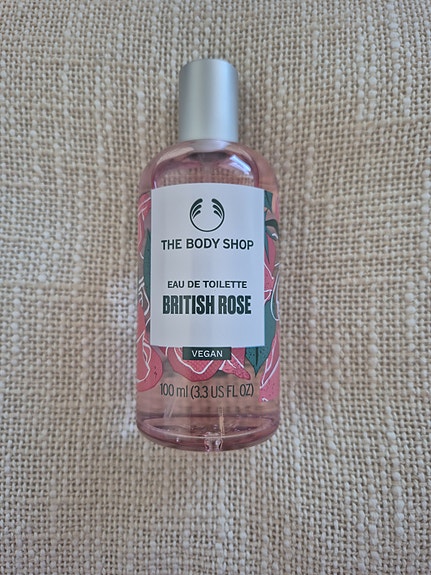 THE BODY SHOP
EAU DE TOILETTE
BRITISH ROSE
VEGAN
100 ml (3.3 US FL OZ)